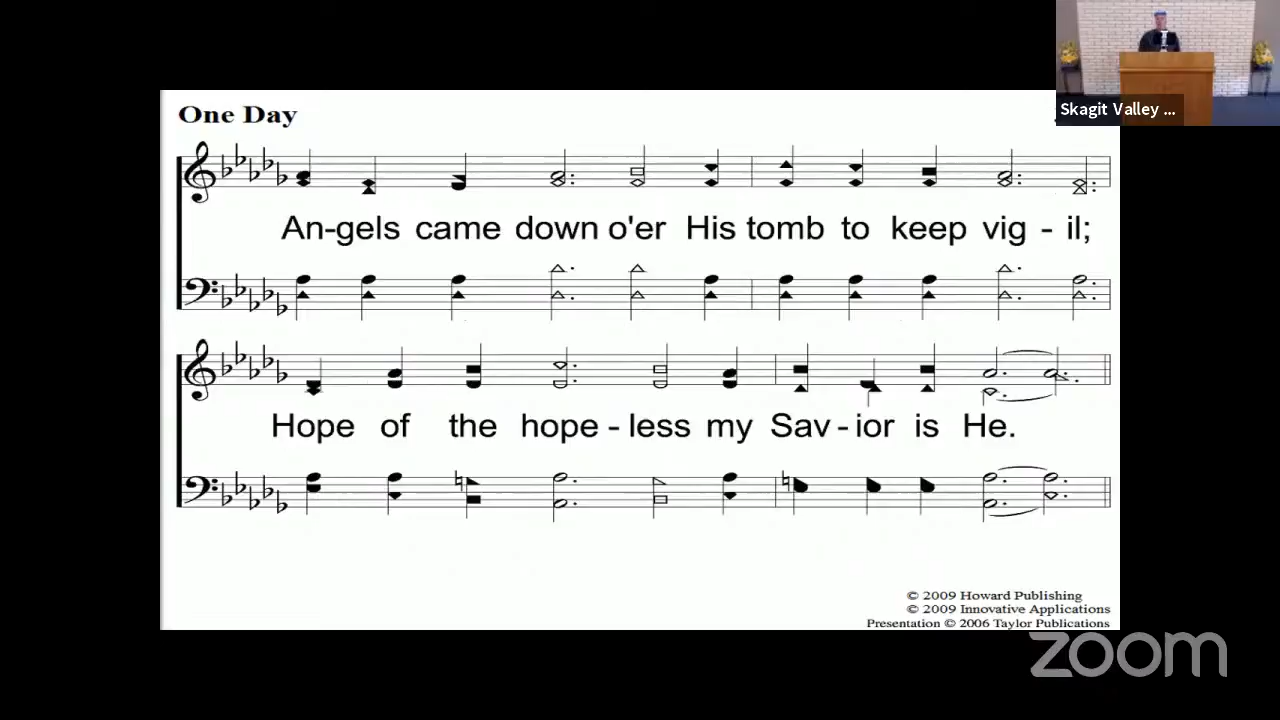 One Day
Skagit Valley ...
An-gels came down o'er His tomb to keep vig - il;
Hope of the hope - less my Sav - ior is He.
© 2009 Howard Publishing
© 2009 Innovative Applications
Presentation © 2006 Taylor Publications
zoom